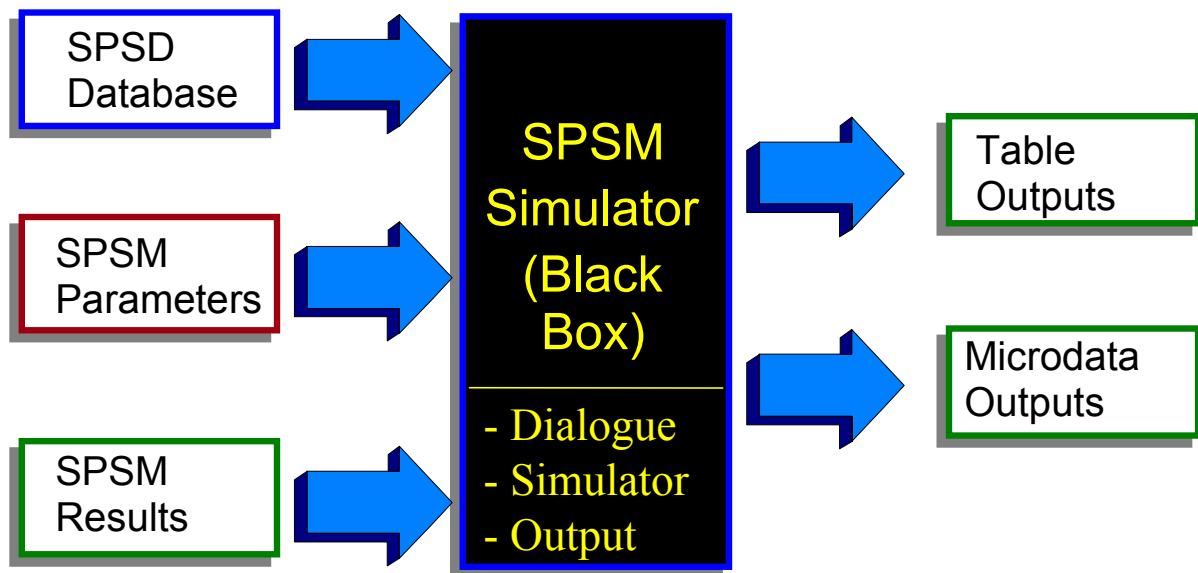 SPSD
Database
SPSM
Parameters
SPSM
Results
SPSM
Simulator
(Black
Box)
- Dialogue
- Simulator
- Output
Table
Outputs
Microdata
Outputs